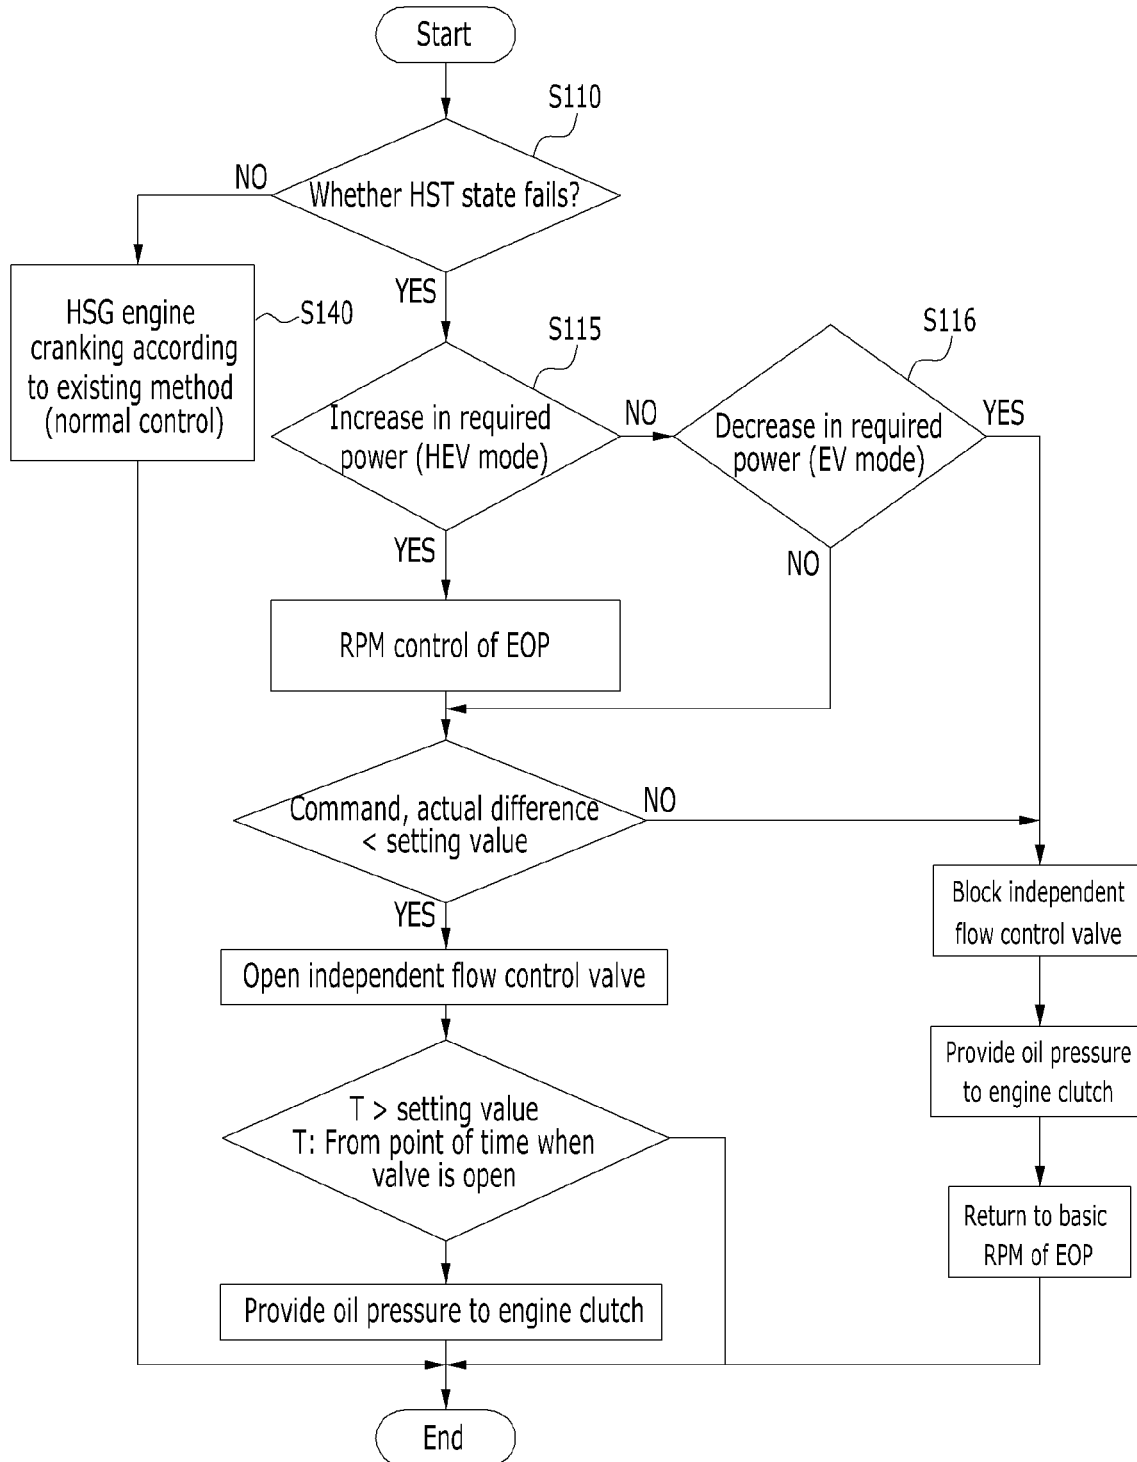 Start
S110
NO
Whether HST state fails?
YES
HSG engine
cranking according
to existing method
(normal control)
S140
S115
S116
Increase in required
power (HEV mode)
NO
Decrease in required
power (EV mode)
YES
YES
NO
RPM control of EOP
Command, actual difference
< setting value
NO
YES
Block independent
flow control valve
Open independent flow control valve
Provide oil pressure
to engine clutch
T > setting value
T: From point of time when
valve is open
Return to basic
RPM of EOP
Provide oil pressure to engine clutch
End